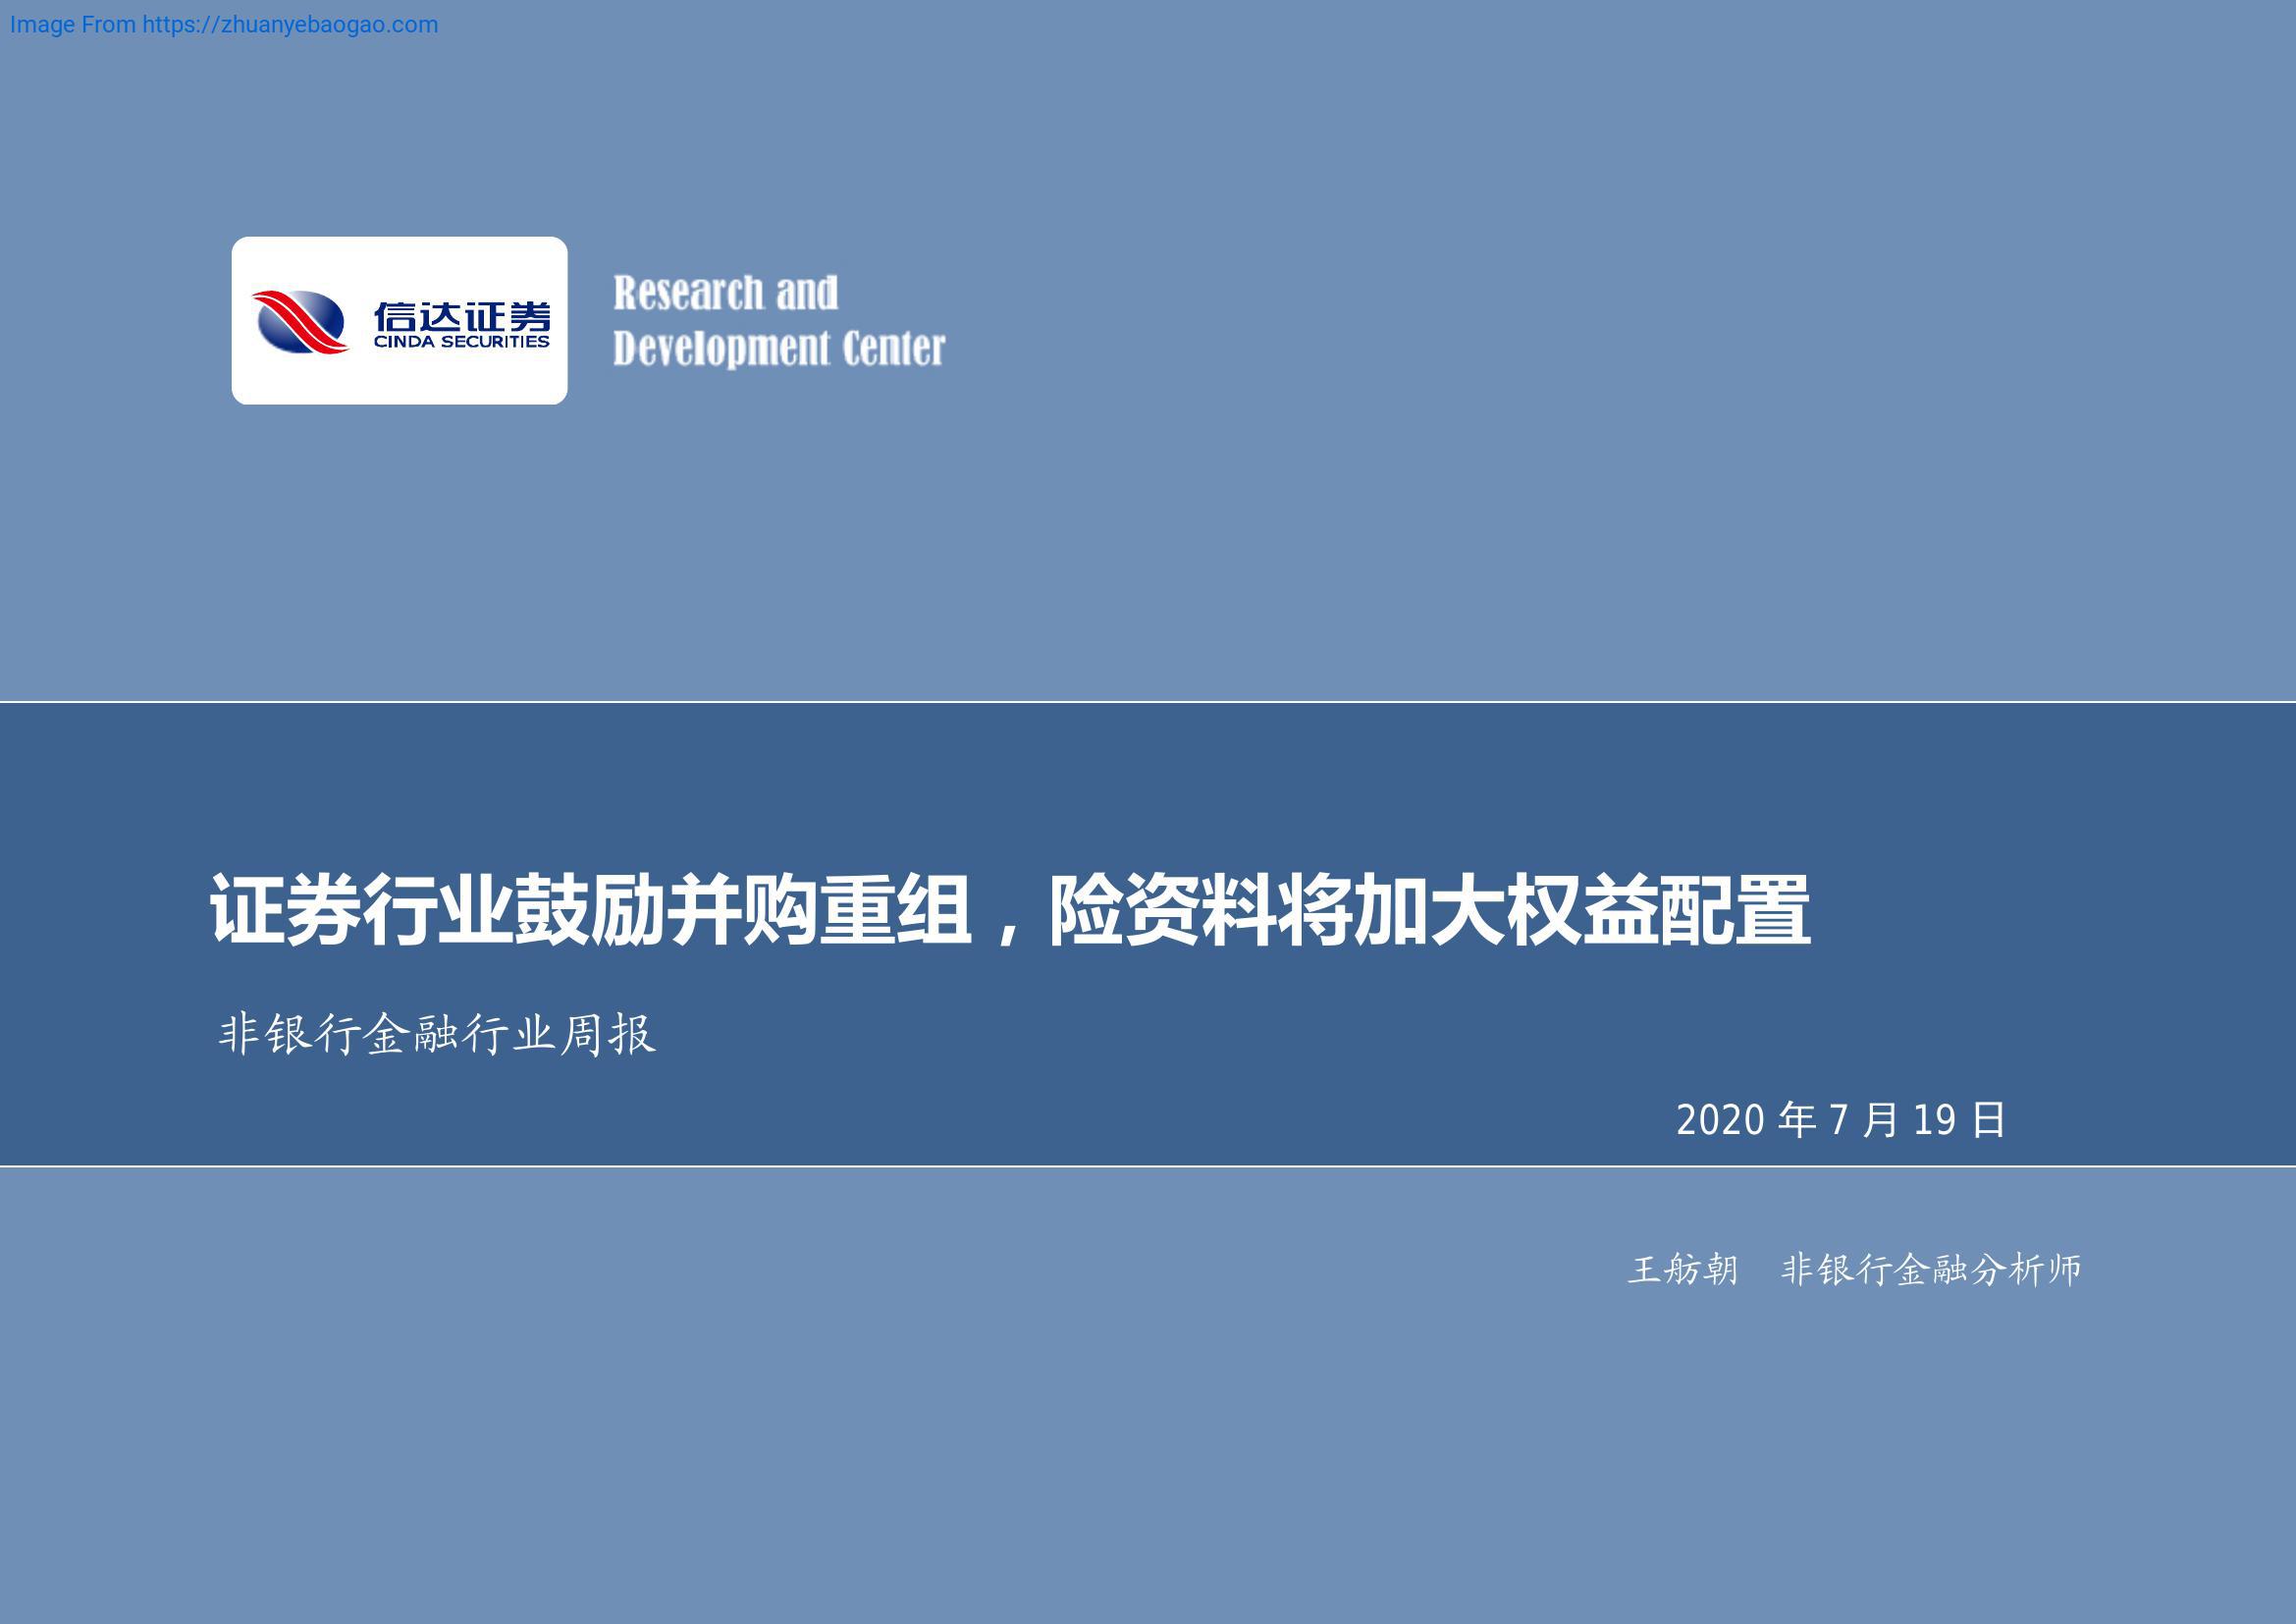 Image From https://zhuanyebaogao.com
信达证券
CINDA SECURITIES
Research and
Development Center
证券行业鼓励并购重组，险资料将加大权益配置
非银行金融行业周报
2020 年 7 月 19 日
王舫朝 非银行金融分析师